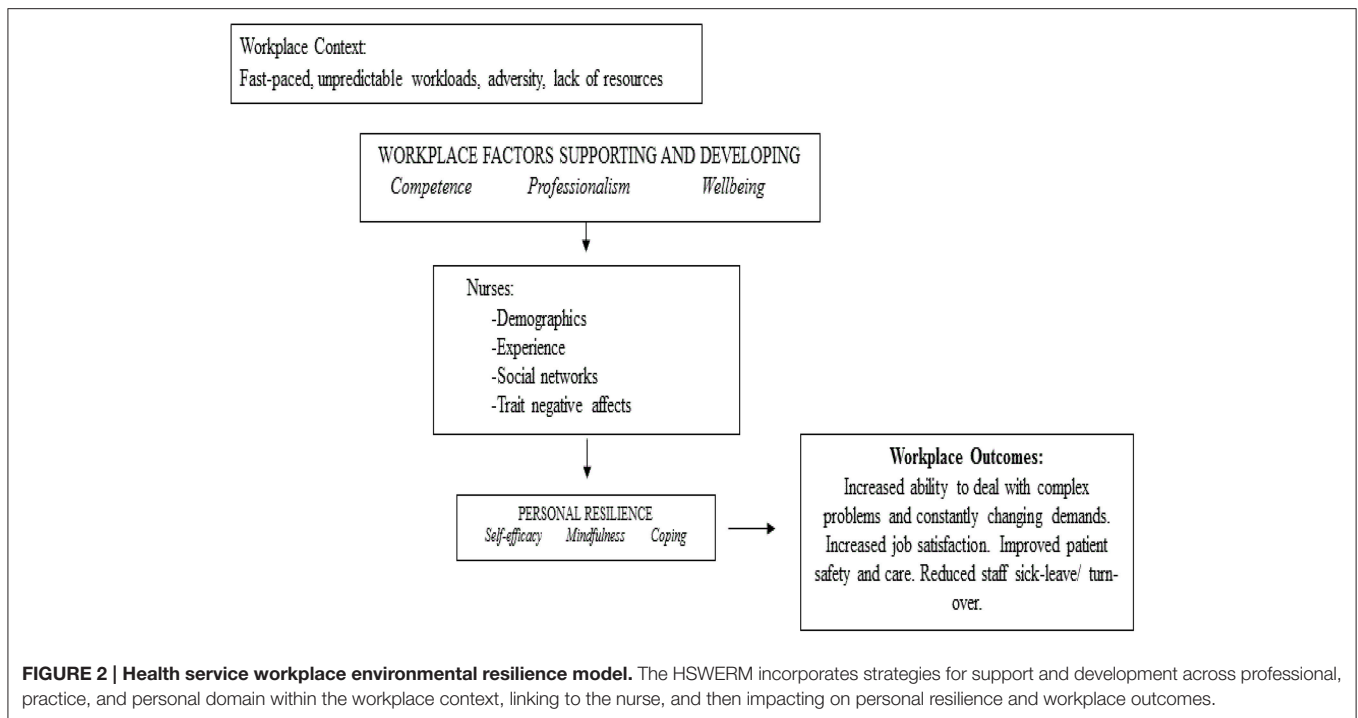 Workplace Context:
Fast-paced, unpredictable workloads, adversity, lack of resources
WORKPLACE FACTORS SUPPORTING AND DEVELOPING
Competence Professionalism Wellbeing
Nurses:
-Demographics
-Experience
-Social networks
-Trait negative affects
PERSONAL RESILIENCE
Self-efficacy Mindfulness Coping
Workplace Outcomes:
Increased ability to deal with complex
problems and constantly changing demands.
Increased job satisfaction. Improved patient
safety and care. Reduced staff sick-leave/ turn-
over.
FIGURE 2 | Health service workplace environmental resilience model. The HSWERM incorporates strategies for support and development across professional,
practice, and personal domain within the workplace context, linking to the nurse, and then impacting on personal resilience and workplace outcomes.